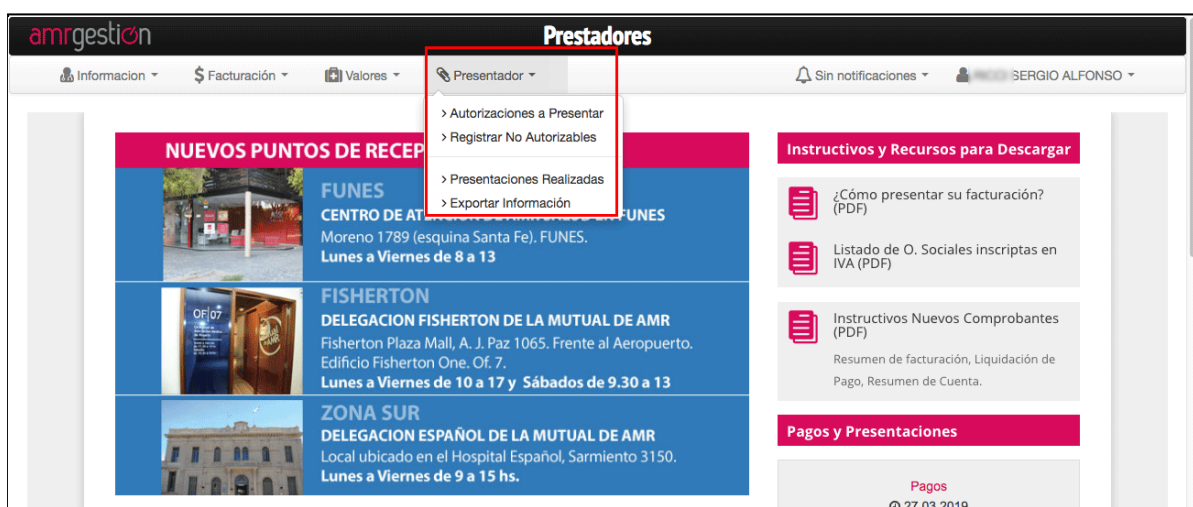 amrgestión
Prestadores
Informacion
$ Facturación
Valores
Presentador
Sin notificaciones
SERGIO ALFONSO
> Autorizaciones a Presentar
> Registrar No Autorizables
> Presentaciones Realizadas
> Exportar Información
NUEVOS PUNTOS DE RECEP
FUNES
CENTRO DE AT
FUNES
Moreno 1789 (esquina Santa Fe). FUNES.
Lunes a Viernes de 8 a 13
OF 07
FISHERTON
DELEGACION FISHERTON DE LA MUTUAL DE AMR
Fisherton Plaza Mall, A. J. Paz 1065. Frente al Aeropuerto.
Edificio Fisherton One. Of. 7.
Lunes a Viernes de 10 a 17 y Sábados de 9.30 a 13
ZONA SUR
DELEGACION ESPAÑOL DE LA MUTUAL DE AMR
Local ubicado en el Hospital Español, Sarmiento 3150.
Lunes a Viernes de 9 a 15 hs.
Instructivos y Recursos para Descargar
¿Cómo presentar su facturación?
(PDF)
Listado de O. Sociales inscriptas en
IVA (PDF)
Instructivos Nuevos Comprobantes
(PDF)
Resumen de facturación, Liquidación de
Pago, Resumen de Cuenta.
Pagos y Presentaciones
Pagos
27.03.2019